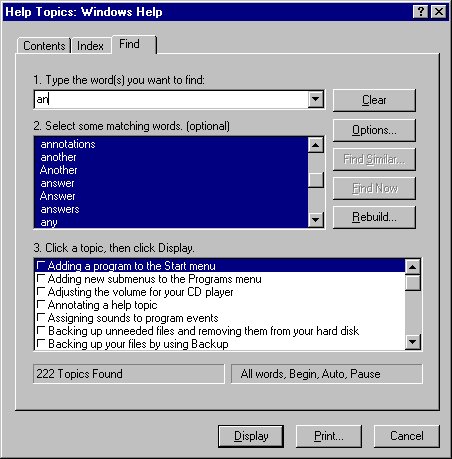 Help Topics: Windows Help
Contents Index Find
1. Type the word(s) you want to find:
an
Clear
2. Select some matching words. (optional)
Options...
annotations
another
Another
answer
Answer
answers
any
Find Similar...
Find Now
Rebuild...
3. Click a topic, then click Display.
Adding a program to the Start menu
Adding new submenus to the Programs menu
Adjusting the volume for your CD player
Annotating a help topic
Assigning sounds to program events
Backing up unneeded files and removing them from your hard disk
Backing up your files by using Backup
222 Topics Found
All words, Begin, Auto, Pause
Display Print... Cancel